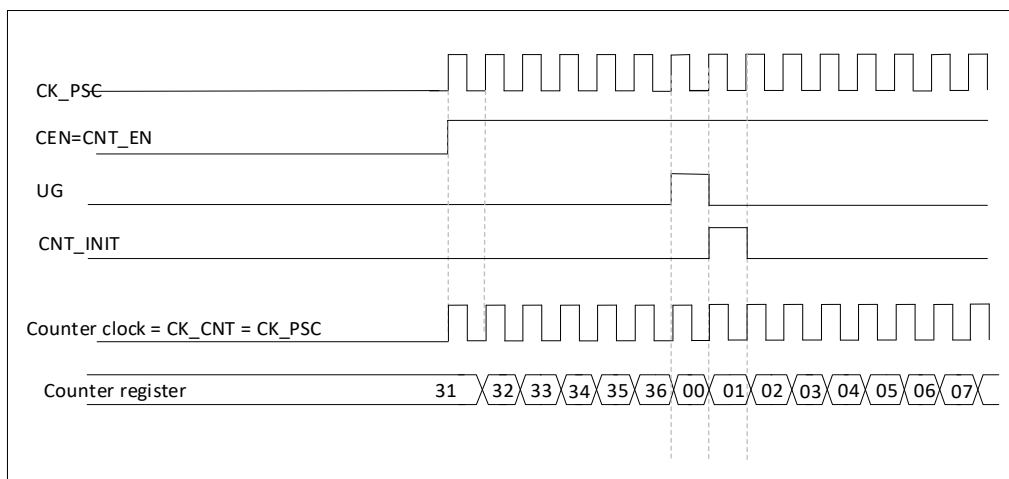 CK_PSC
CEN=CNT_EN
UG
CNT_INIT
Counter clock = CK_CNT = CK_PSC
Counter register 31 32 33 34 35 36 00 01 02 03 04 05 06 07